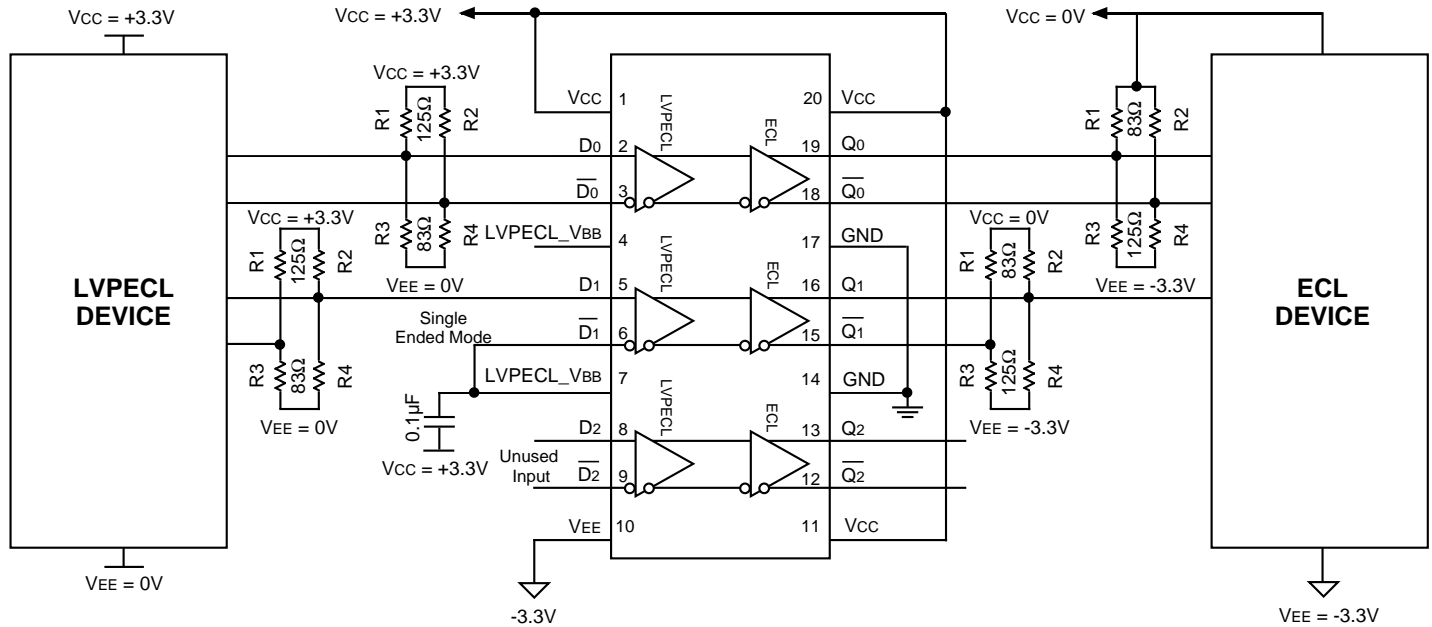 VCC = +3.3V
LVPECL
DEVICE
VEE = 0V
VCC = +3.3V
R1
125Ω
R2
R3
83Ω
R4
VEE = 0V
VCC = +3.3V
R1
125Ω
R2
R3
83Ω
R4
VEE = 0V
VCC = +3.3V
VCC 1
D0 2
D0 3
LVPECL_VBB 4
D1 5
Single
Ended Mode
D1 6
LVPECL_VBB 7
0.1µF
VCC = +3.3V
D2 8
Unused
Input
D2 9
VEE 10
-3.3V
LVPECL
ECL
LVPECL
ECL
LVPECL
ECL
20 VCC
19 Q0
18 Q0
17 GND
16 Q1
15 Q1
14 GND
13 Q2
12 Q2
11 VCC
VCC = 0V
R1
83Ω
R2
R3
125Ω
R4
VEE = -3.3V
VCC = 0V
R1
83Ω
R2
R3
125Ω
R4
VEE = -3.3V
ECL
DEVICE
VEE = -3.3V